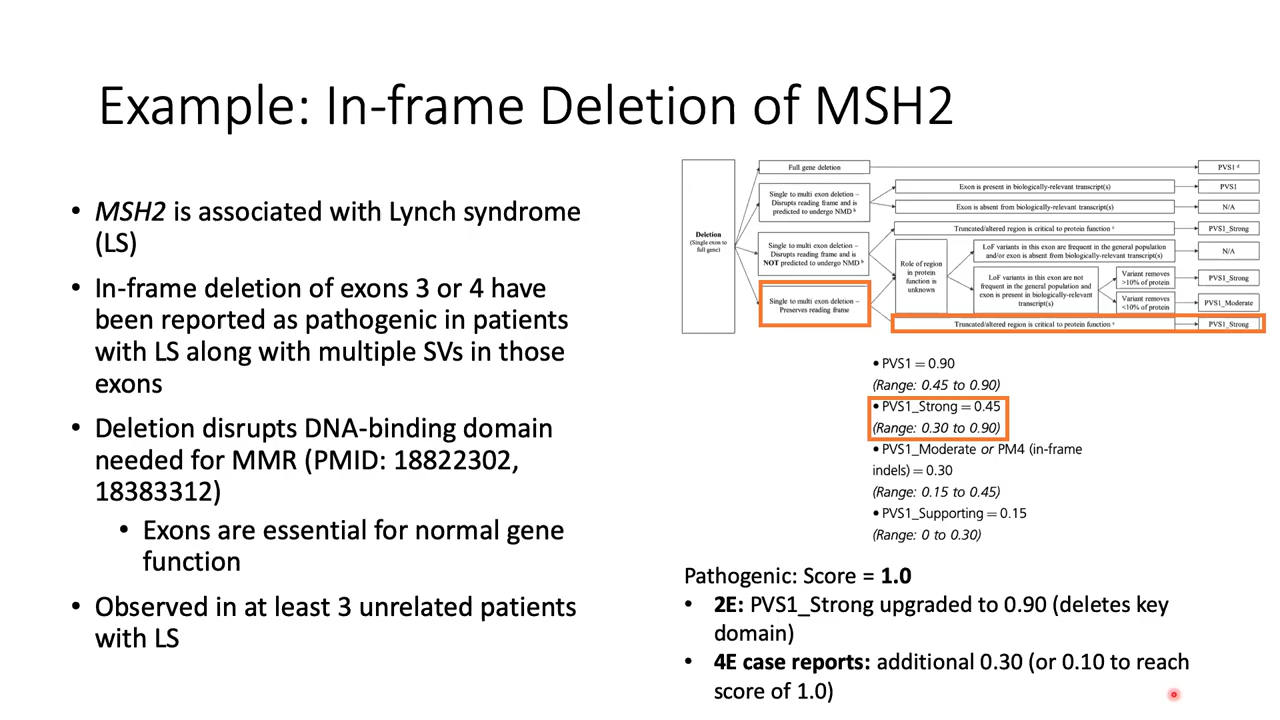 Example: In-frame Deletion of MSH2
• MSH2 is associated with Lynch syndrome
(LS)
• In-frame deletion of exons 3 or 4 have
been reported as pathogenic in patients
with LS along with multiple SVs in those
exons
• Deletion disrupts DNA-binding domain
needed for MMR (PMID: 18822302,
18383312)
• Exons are essential for normal gene
function
• Observed in at least 3 unrelated patients
with LS
Deletion
(Single exon to
full gene)
Full gene deletion
PVS1 d
Single to multi exon deletion –
Disrupts reading frame and is
predicted to undergo NMD b
Exon is present in biologically-relevant transcript(s)
PVS1
Exon is absent from biologically-relevant transcript(s)
N/A
Single to multi exon deletion –
Disrupts reading frame and is
NOT predicted to undergo NMD b
Truncated/altered region is critical to protein function c
PVS1_Strong
Role of region
in protein
function is
unknown
LoF variants in this exon are frequent in the general population
and/or exon is absent from biologically-relevant transcript(s)
N/A
LoF variants in this exon are not
frequent in the general population and
exon is present in biologically-relevant
transcript(s)
Variant removes
>10% of protein
PVS1_Strong
Variant removes
<10% of protein
PVS1_Moderate
Single to multi exon deletion –
Preserves reading frame
Truncated/altered region is critical to protein function c
PVS1_Strong
• PVS1 = 0.90
(Range: 0.45 to 0.90)
• PVS1_Strong = 0.45
(Range: 0.30 to 0.90)
• PVS1_Moderate or PM4 (in-frame
indels) = 0.30
(Range: 0.15 to 0.45)
• PVS1_Supporting = 0.15
(Range: 0 to 0.30)
Pathogenic: Score = 1.0
• 2E: PVS1_Strong upgraded to 0.90 (deletes key
domain)
• 4E case reports: additional 0.30 (or 0.10 to reach
score of 1.0)